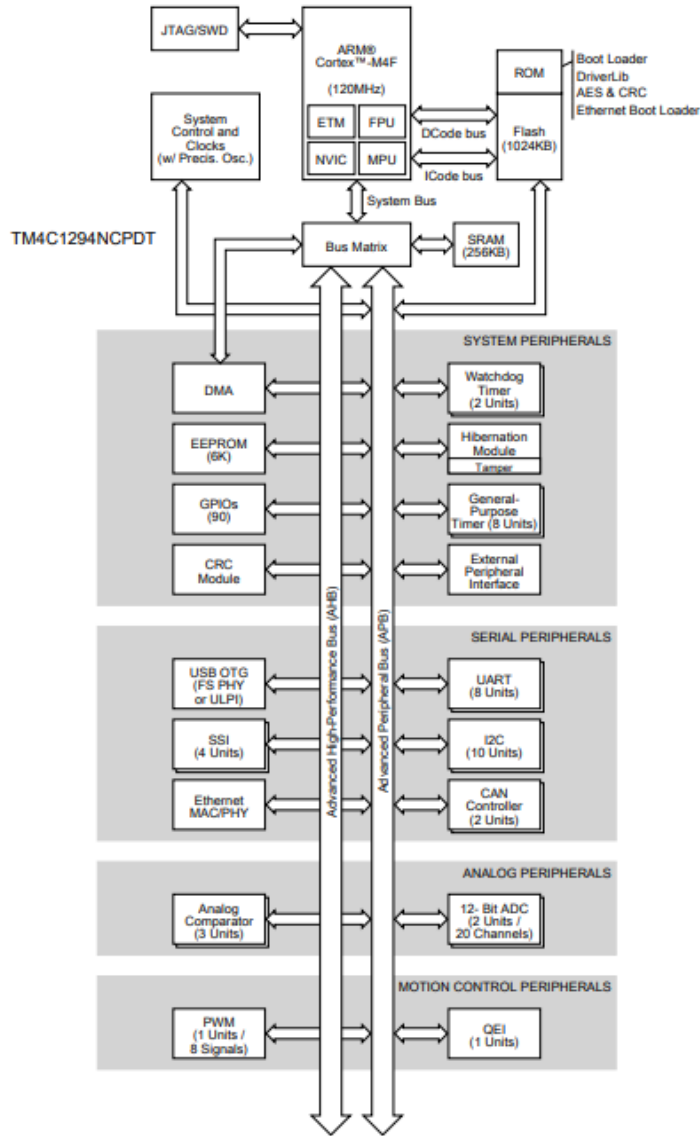 JTAG/SWD
ARM®
Cortex™-M4F
(120MHz)
ETM
FPU
NVIC
MPU
ROM
Flash
(1024KB)
Boot Loader
DriverLib
AES & CRC
Ethernet Boot Loader
System
Control and
Clocks
(w/ Precis. Osc.)
DCode bus
ICode bus
System Bus
TM4C1294NCPDT
Bus Matrix
SRAM
(256KB)
SYSTEM PERIPHERALS
DMA
Watchdog
Timer
(2 Units)
EEPROM
(6K)
Hibernation
Module
Tamper
GPIOs
(90)
General-
Purpose
Timer (8 Units)
CRC
Module
External
Peripheral
Interface
Advanced High-Performance Bus (AHB)
Advanced Peripheral Bus (APB)
SERIAL PERIPHERALS
USB OTG
(FS PHY
or ULPI)
UART
(8 Units)
SSI
(4 Units)
I2C
(10 Units)
Ethernet
MAC/PHY
CAN
Controller
(2 Units)
ANALOG PERIPHERALS
Analog
Comparator
(3 Units)
12- Bit ADC
(2 Units /
20 Channels)
MOTION CONTROL PERIPHERALS
PWM
(1 Units /
8 Signals)
QEI
(1 Units)